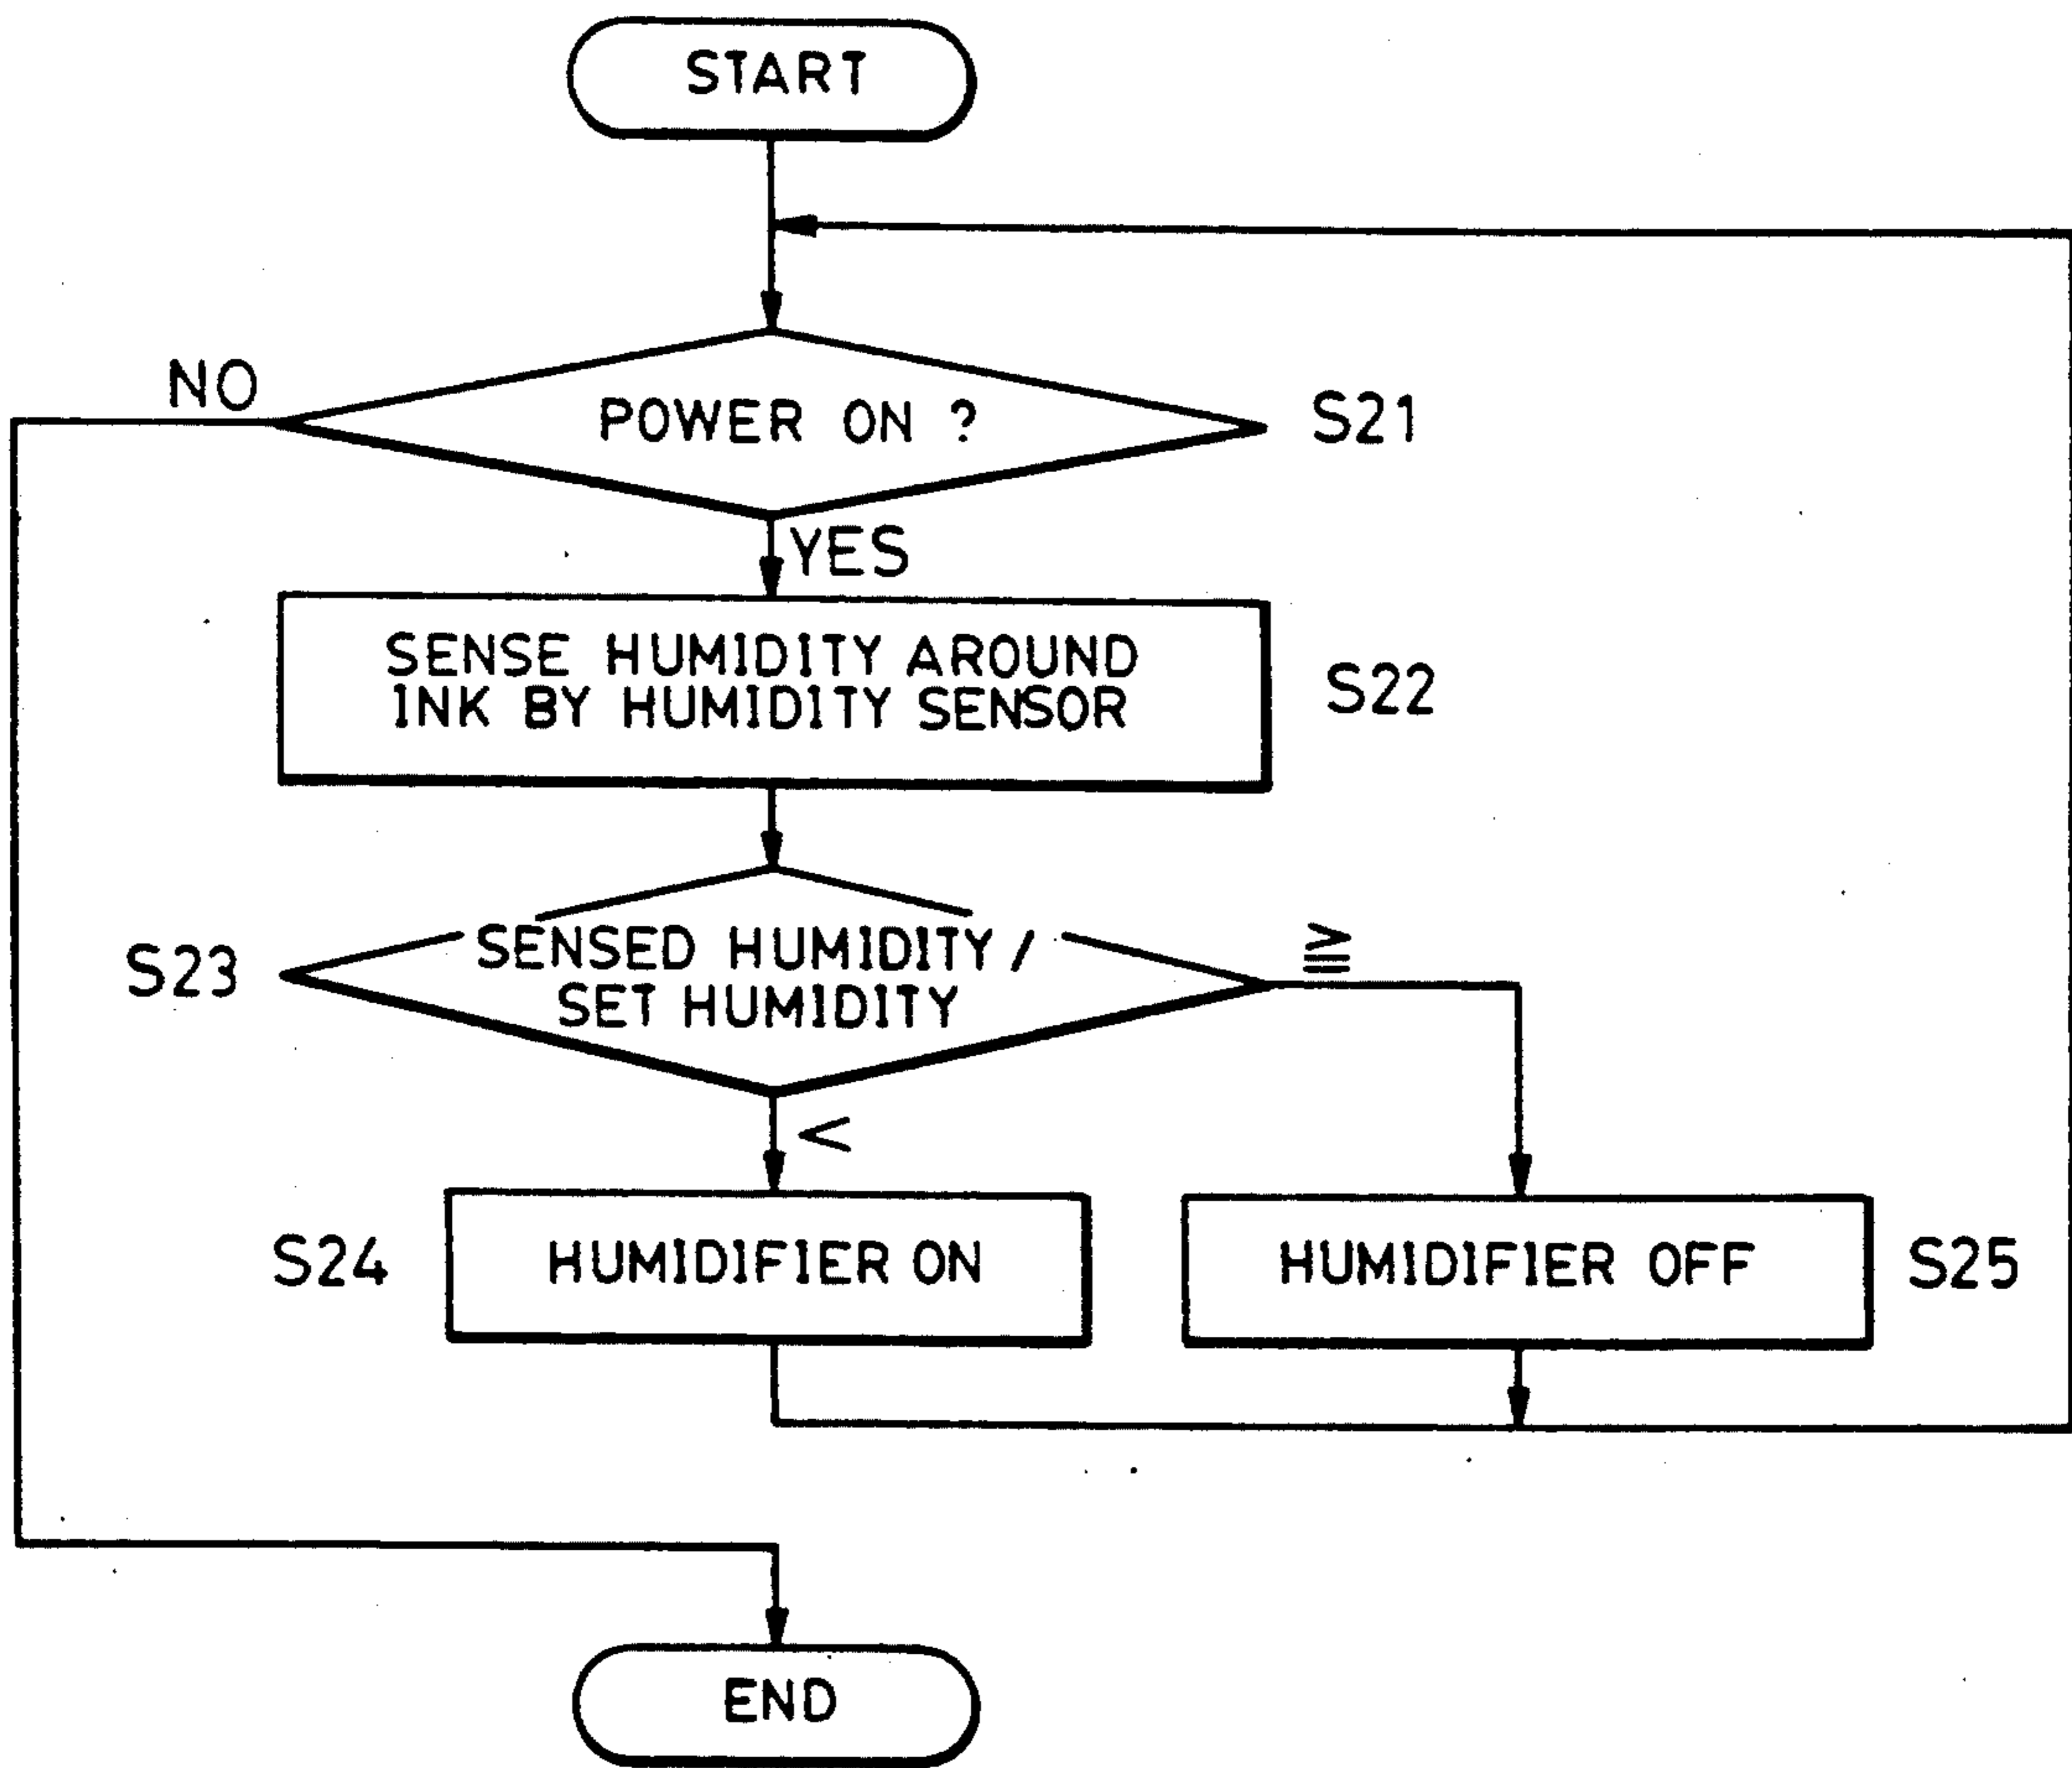 START
NO
POWER ON ?
S21
YES
SENSE HUMIDITY AROUND
INK BY HUMIDITY SENSOR
S22
S23
SENSED HUMIDITY /
SET HUMIDITY
≧
<
S24
HUMIDIFIER ON
HUMIDIFIER OFF
S25
END